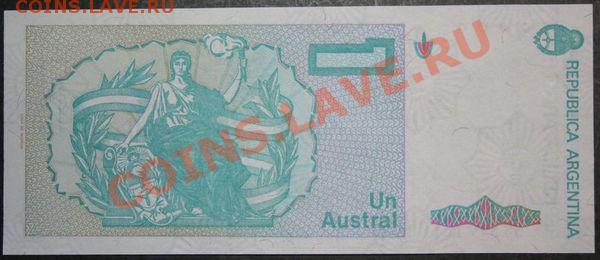 COINS.LAVE.RU
1
Un
Austral
REPUBLICA ARGENTINA
COINS.LAVE.RU